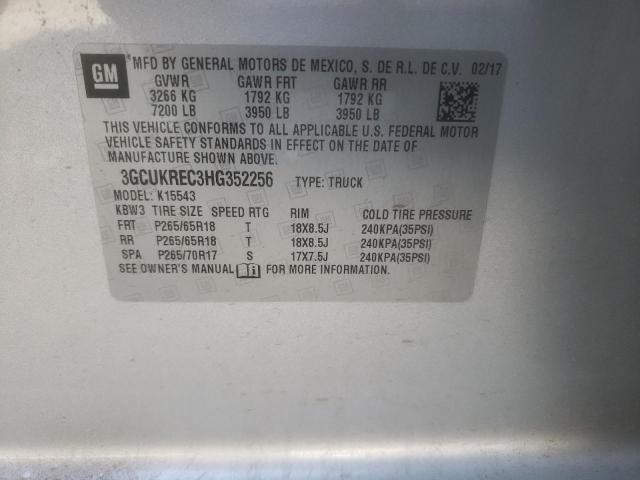 GM
MFD BY GENERAL MOTORS DE MEXICO, S. DE R.L. DE C.V. 02/17
GVWR GAWR FRT GAWR RR
3266 KG 1792 KG 1792 KG
7200 LB 3950 LB 3950 LB
THIS VEHICLE CONFORMS TO ALL APPLICABLE U.S. FEDERAL MOTOR
VEHICLE SAFETY STANDARDS IN EFFECT ON THE DATE OF
MANUFACTURE SHOWN ABOVE.
3GCUKREC3HG352256 TYPE: TRUCK
MODEL: K15543
KBW3 TIRE SIZE SPEED RTG RIM COLD TIRE PRESSURE
FRT P265/65R18 T 18X8.5J 240KPA(35PSI)
RR P265/65R18 T 18X8.5J 240KPA(35PSI)
SPA P265/70R17 S 17X7.5J 240KPA(35PSI)
SEE OWNER'S MANUAL FOR MORE INFORMATION.